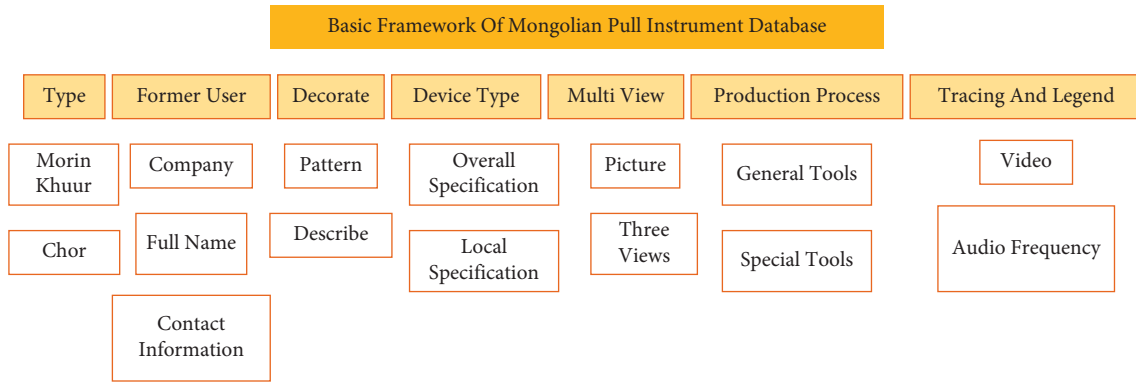 Basic Framework Of Mongolian Pull Instrument Database
Type
Former User
Decorate
Device Type
Multi View
Production Process
Tracing And Legend
Morin
Khuur
Chor
Company
Full Name
Contact
Information
Pattern
Describe
Overall
Specification
Local
Specification
Picture
Three
Views
General Tools
Special Tools
Video
Audio Frequency